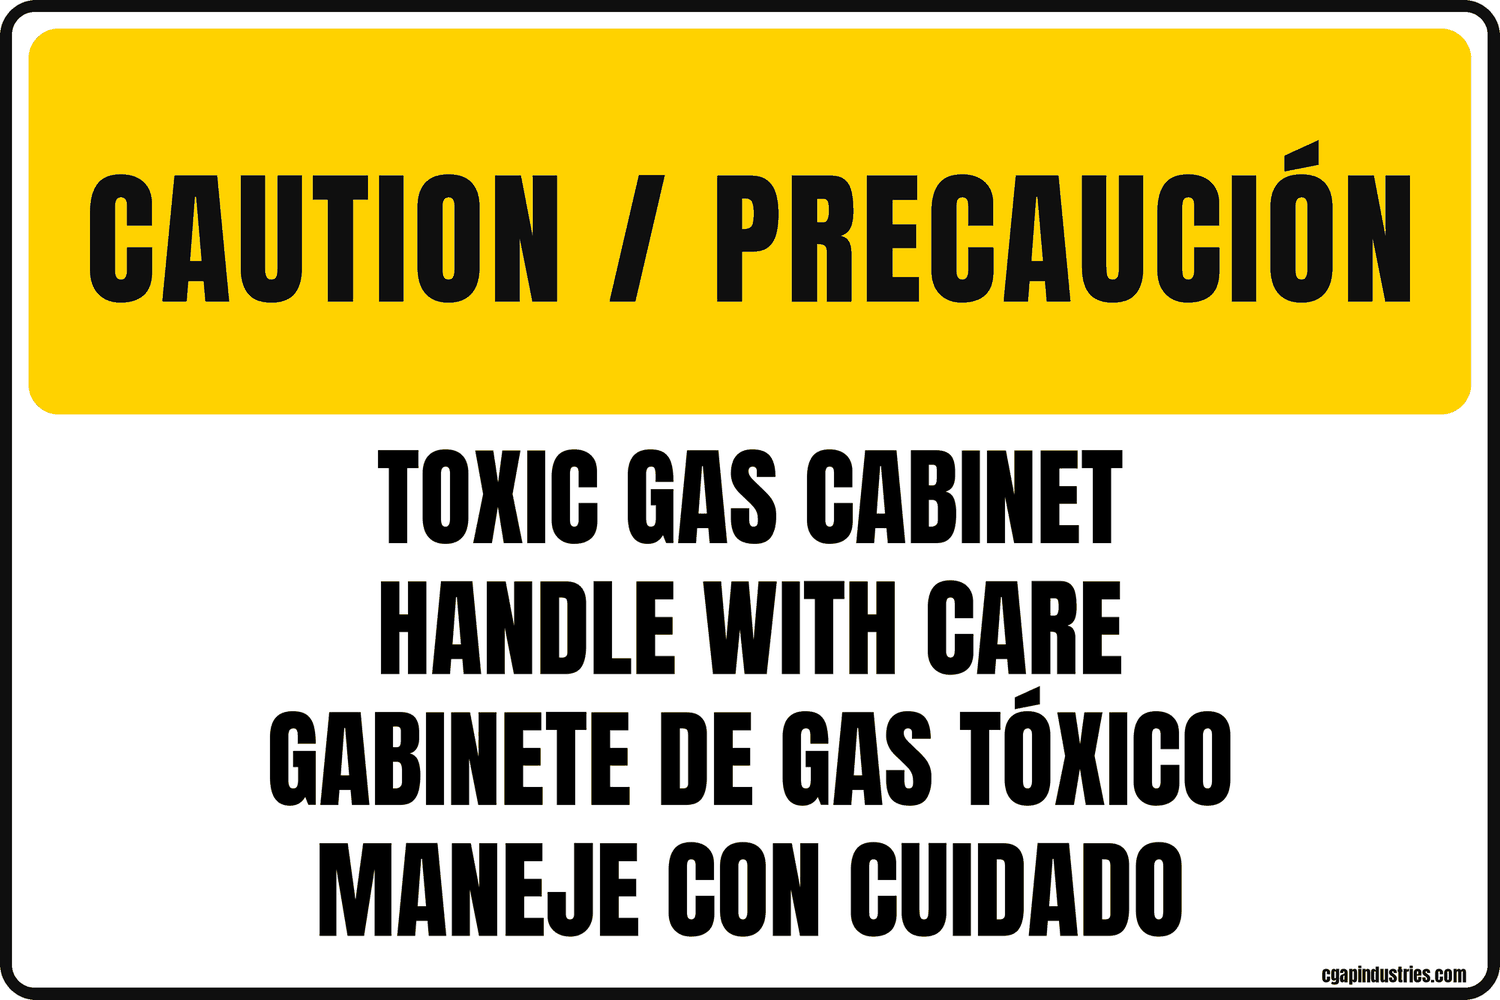 CAUTION / PRECAUCIÓN
TOXIC GAS CABINET
HANDLE WITH CARE
GABINETE DE GAS TÓXICO
MANEJE CON CUIDADO
cgapindustries.com